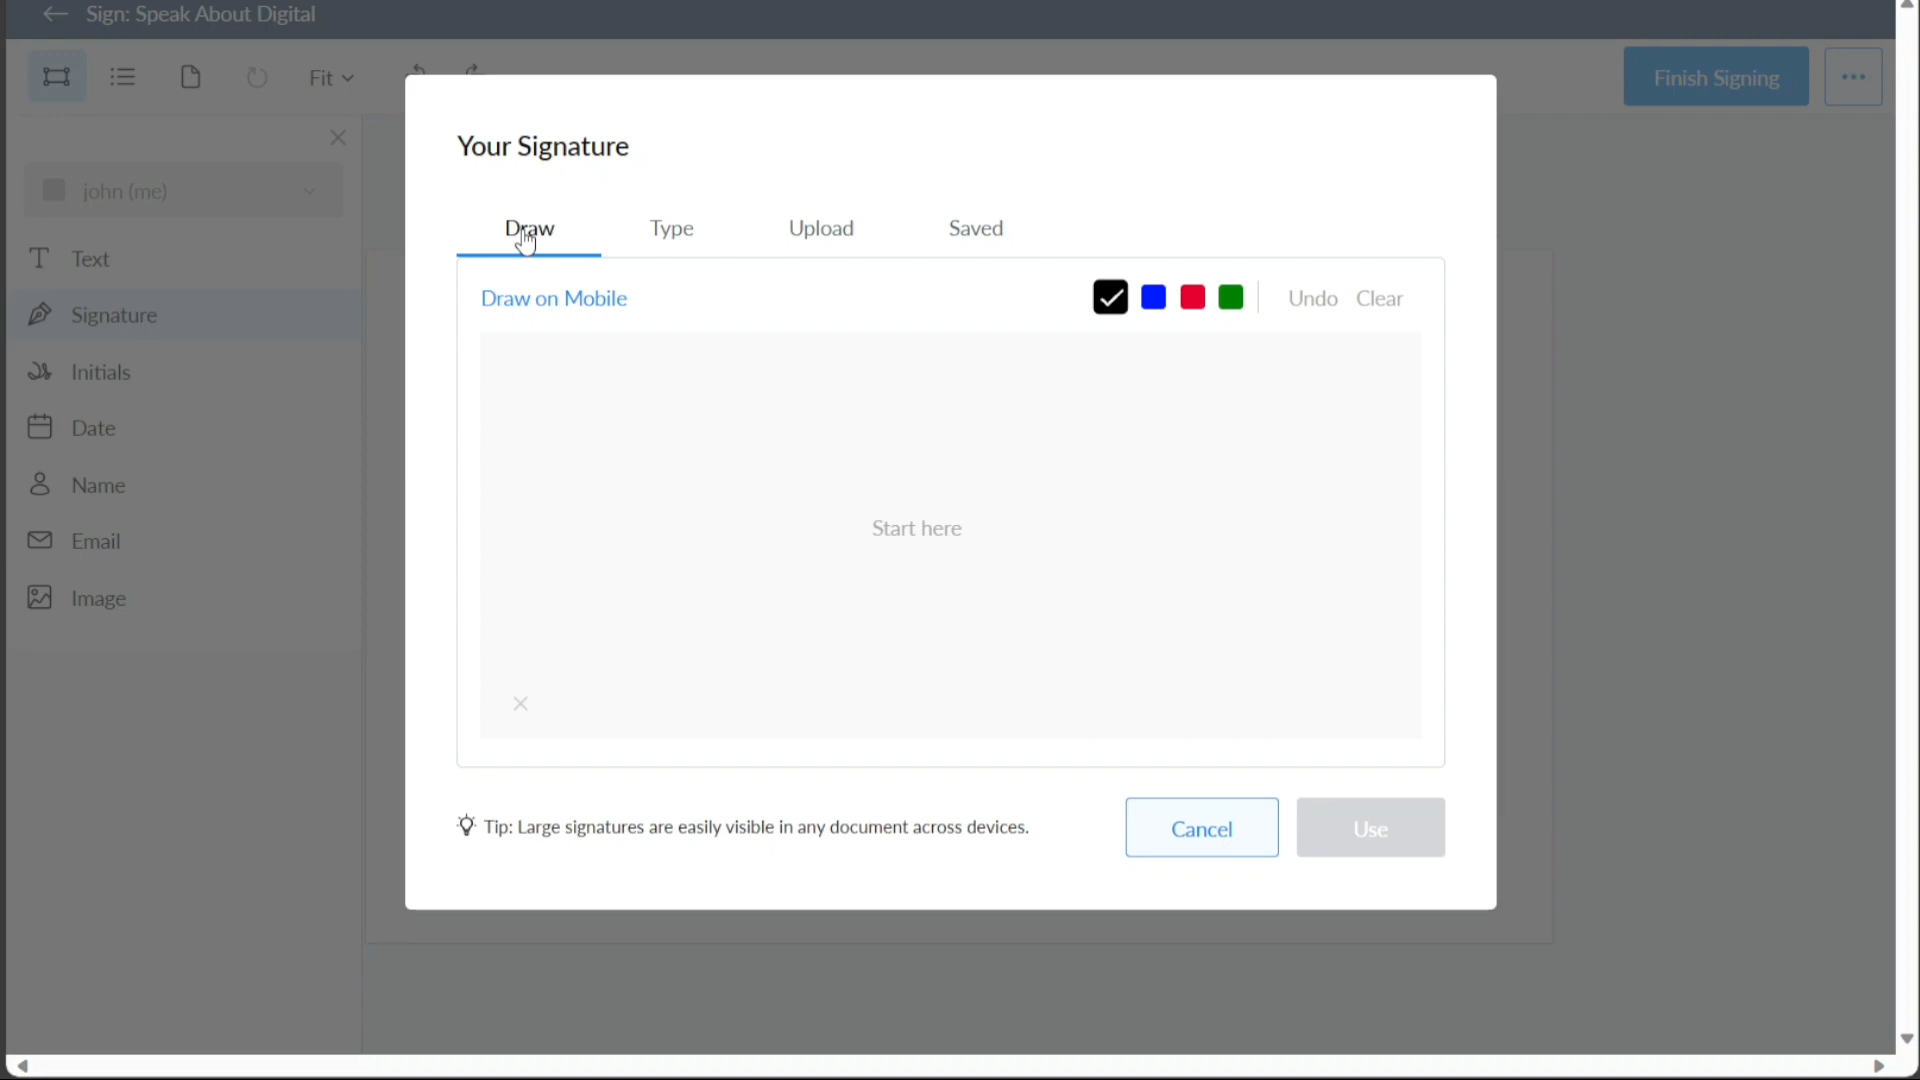 Sign: Speak About Digital
Fit
Finish Signing
john (me)
Text
Signature
Initials
Date
Name
Email
Image
Your Signature
Draw Type Upload Saved
Draw on Mobile
Undo Clear
Start here
Tip: Large signatures are easily visible in any document across devices.
Cancel Use